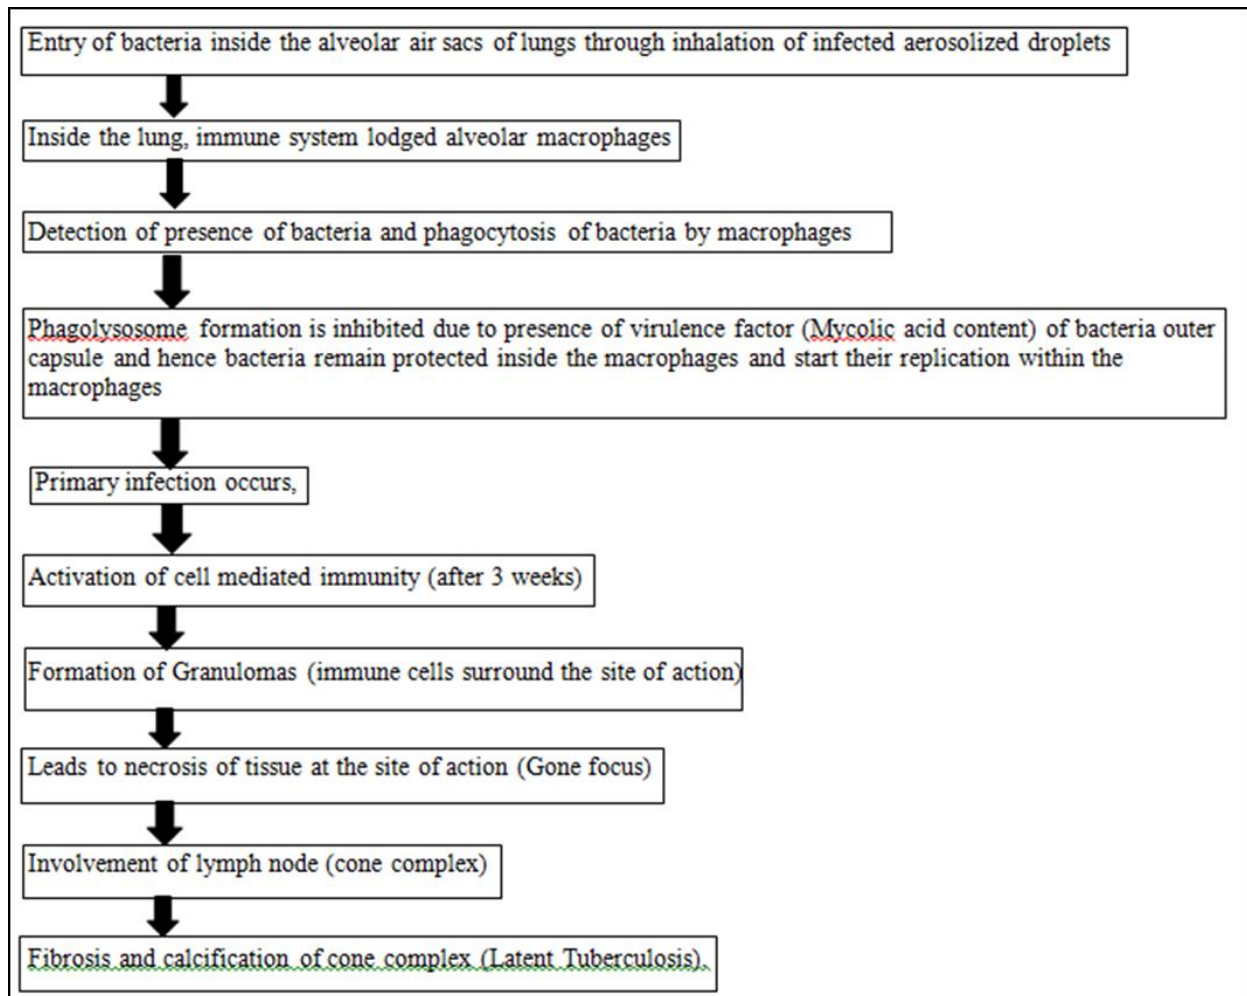 Entry of bacteria inside the alveolar air sacs of lungs through inhalation of infected aerosolized droplets
Inside the lung, immune system lodged alveolar macrophages
Detection of presence of bacteria and phagocytosis of bacteria by macrophages
Phagolysosome formation is inhibited due to presence of virulence factor (Mycolic acid content) of bacteria outer
capsule and hence bacteria remain protected inside the macrophages and start their replication within the
macrophages
Primary infection occurs,
Activation of cell mediated immunity (after 3 weeks)
Formation of Granulomas (immune cells surround the site of action)
Leads to necrosis of tissue at the site of action (Gone focus)
Involvement of lymph node (cone complex)
Fibrosis and calcification of cone complex (Latent Tuberculosis).